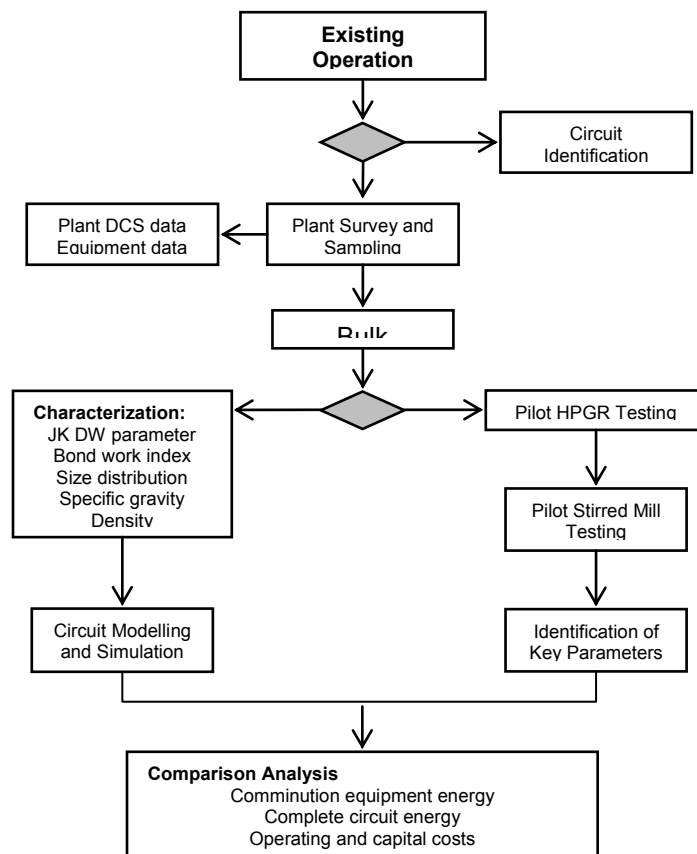 Existing
Operation
Circuit
Identification
Plant DCS data
Equipment data
Plant Survey and
Sampling
Bulk
Characterization:
JK DW parameter
Bond work index
Size distribution
Specific gravity
Density
Pilot HPGR Testing
Pilot Stirred Mill
Testing
Circuit Modelling
and Simulation
Identification of
Key Parameters
Comparison Analysis
Comminution equipment energy
Complete circuit energy
Operating and capital costs